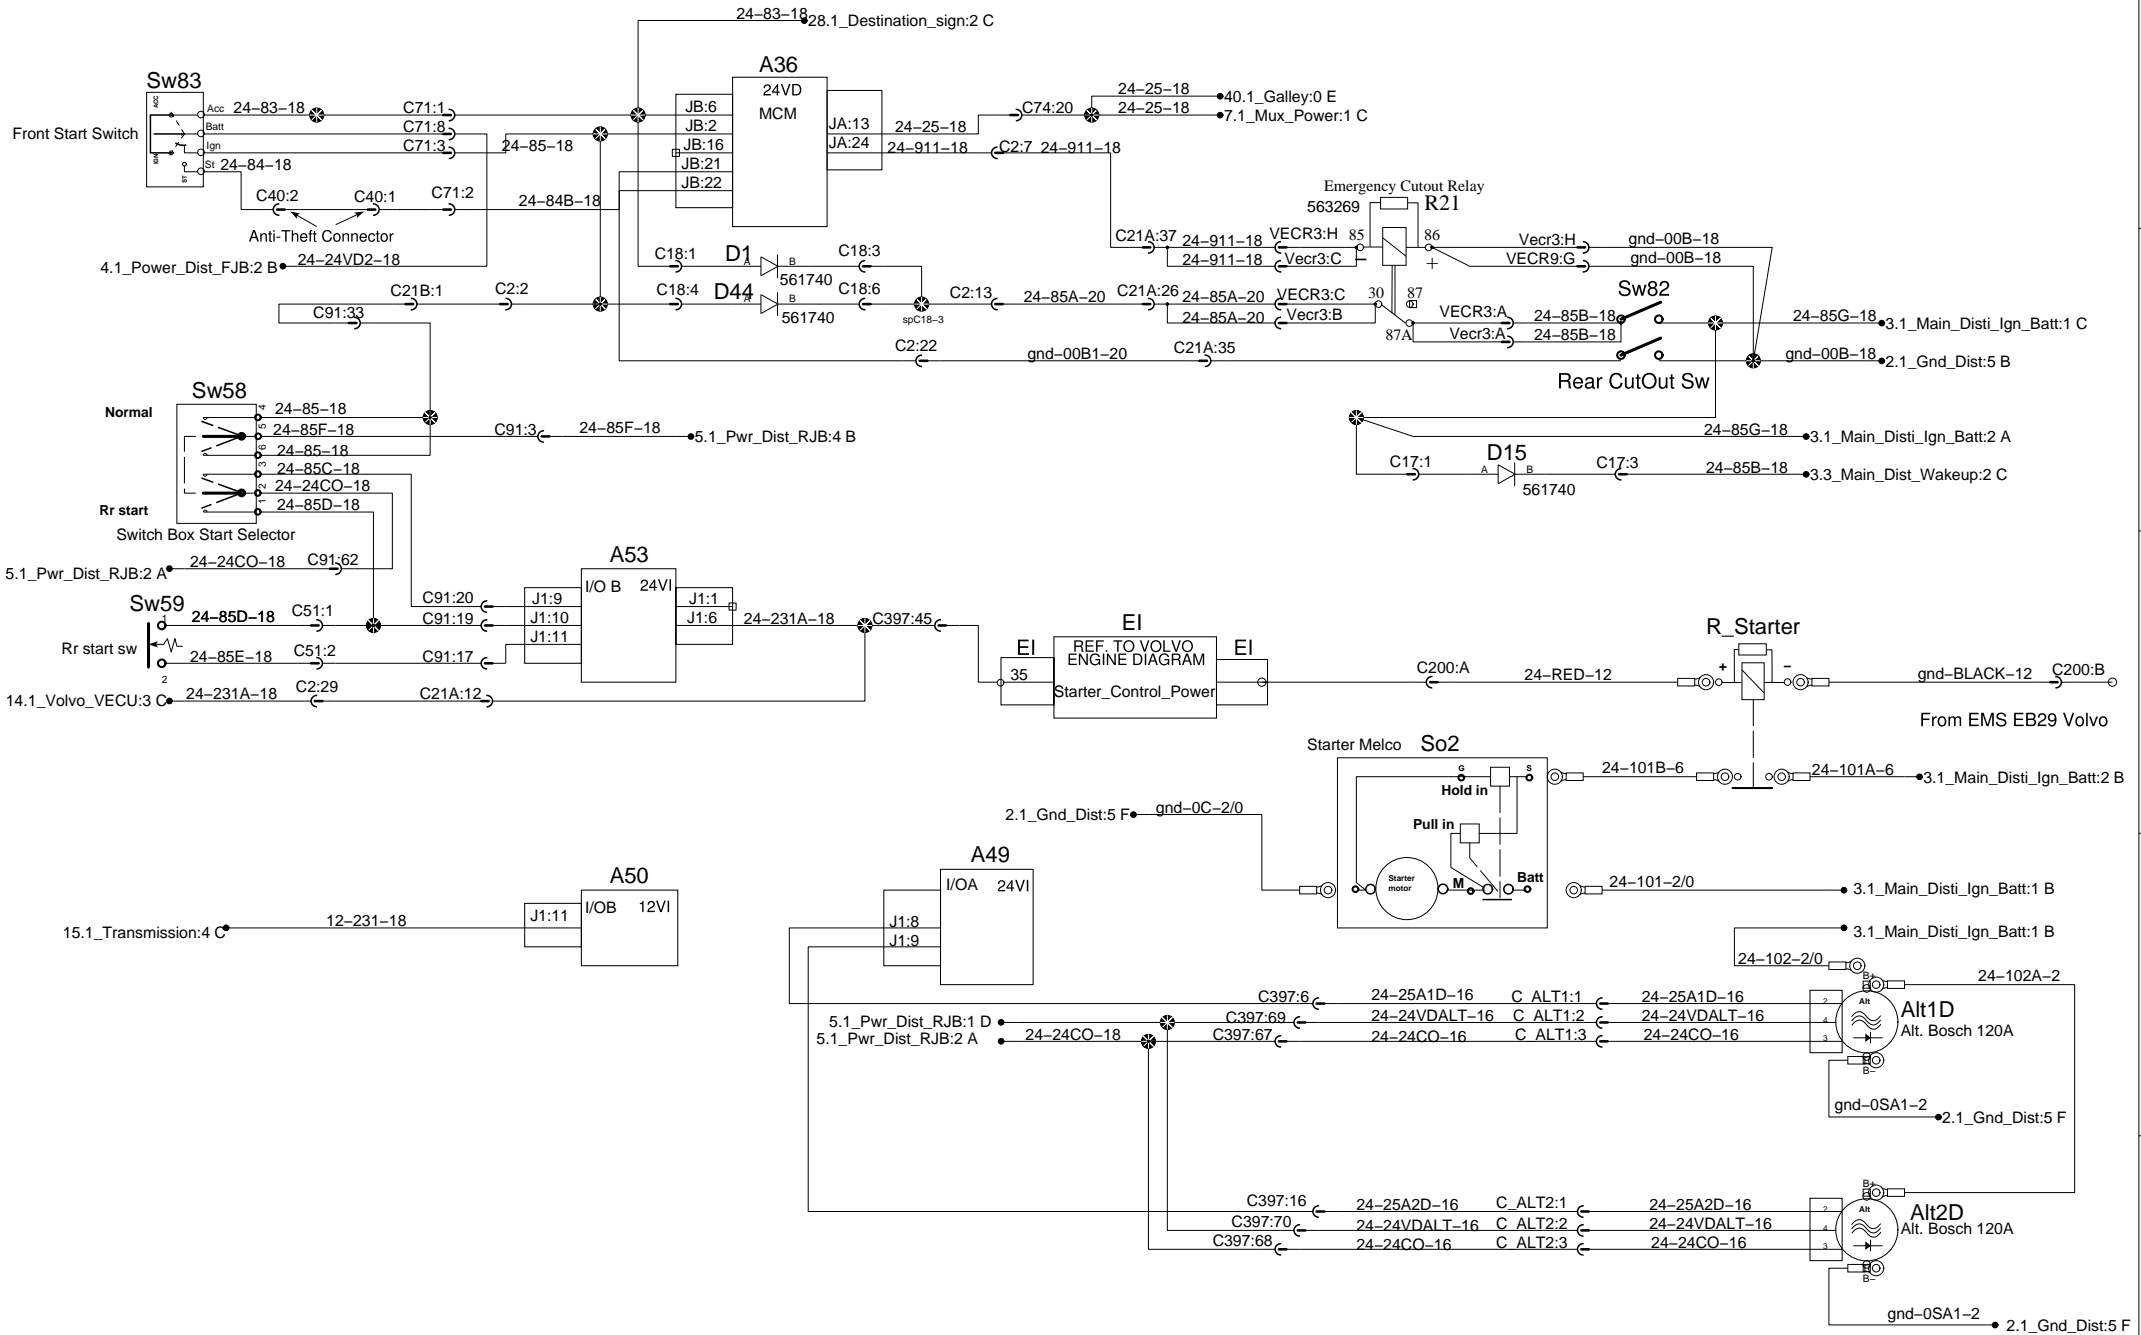 24-83-18 28.1_Destination_sign:2 C
Sw83
Front Start Switch
ACC
IGN
ST
Acc 24-83-18 C71:1
Batt C71:8
Ign C71:3 24-85-18
St 24-84-18
C40:2 C40:1 C71:2 24-84B-18
Anti-Theft Connector
4.1_Power_Dist_FJB:2 B 24-24VD2-18
A36
24VD
MCM
JB:6
JB:2
JB:16
JB:21
JB:22
JA:13 24-25-18 C74:20
JA:24 24-911-18 C2:7 24-911-18
24-25-18 40.1_Galley:0 E
24-25-18 7.1_Mux_Power:1 C
Emergency Cutout Relay
563269 R21
C21A:37 24-911-18 VECR3:H 85 86 Vecr3:H gnd-00B-18
24-911-18 Vecr3:C - + VECR9:G gnd-00B-18
C18:1 D1 A B C18:3
561740
C21B:1 C2:2 C18:4 D44 A B C18:6 C2:13 24-85A-20 C21A:26 24-85A-20 VECR3:C 30 87
561740
spC18-3
24-85A-20 Vecr3:B
87A
VECR3:A 24-85B-18
Vecr3:A 24-85B-18
Sw82
24-85G-18 3.1_Main_Disti_Ign_Batt:1 C
C91:33
C2:22 gnd-00B1-20 C21A:35
gnd-00B-18 2.1_Gnd_Dist:5 B
Rear CutOut Sw
Sw58
Normal
4 24-85-18
5 24-85F-18 C91:3 24-85F-18 5.1_Pwr_Dist_RJB:4 B
6 24-85-18
3 24-85C-18
2 24-24CO-18
1 24-85D-18
Rr start
Switch Box Start Selector
24-85G-18 3.1_Main_Disti_Ign_Batt:2 A
C17:1 D15 A B C17:3 24-85B-18 3.3_Main_Dist_Wakeup:2 C
561740
5.1_Pwr_Dist_RJB:2 A 24-24CO-18 C91:62
Sw59
Rr start sw
1 24-85D-18 C51:1
2 24-85E-18 C51:2
C91:20
C91:19
C91:17
A53
I/O B 24VI
J1:9
J1:10
J1:11
J1:1
J1:6 24-231A-18 C397:45
14.1_Volvo_VECU:3 C 24-231A-18 C2:29 C21A:12
EI EI EI
35
REF. TO VOLVO
ENGINE DIAGRAM
Starter_Control_Power
C200:A 24-RED-12
R_Starter
+ -
gnd-BLACK-12 C200:B
From EMS EB29 Volvo
Starter Melco So2
G S
Hold in
Pull in
Starter
motor
M
Batt
24-101B-6
24-101A-6 3.1_Main_Disti_Ign_Batt:2 B
2.1_Gnd_Dist:5 F gnd-0C-2/0
24-101-2/0 3.1_Main_Disti_Ign_Batt:1 B
3.1_Main_Disti_Ign_Batt:1 B
24-102-2/0
15.1_Transmission:4 C 12-231-18
A50
J1:11 I/OB 12VI
A49
I/OA 24VI
J1:8
J1:9
24-102A-2
C397:6 24-25A1D-16 C_ALT1:1 24-25A1D-16 2
5.1_Pwr_Dist_RJB:1 D C397:69 24-24VDALT-16 C_ALT1:2 24-24VDALT-16 4
5.1_Pwr_Dist_RJB:2 A 24-24CO-18 C397:67 24-24CO-16 C_ALT1:3 24-24CO-16 3
B+
Alt
Alt1D
Alt. Bosch 120A
B-
gnd-0SA1-2 2.1_Gnd_Dist:5 F
C397:16 24-25A2D-16 C_ALT2:1 24-25A2D-16 2
C397:70 24-24VDALT-16 C_ALT2:2 24-24VDALT-16 4
C397:68 24-24CO-16 C_ALT2:3 24-24CO-16 3
B+
Alt
Alt2D
Alt. Bosch 120A
B-
gnd-0SA1-2 2.1_Gnd_Dist:5 F